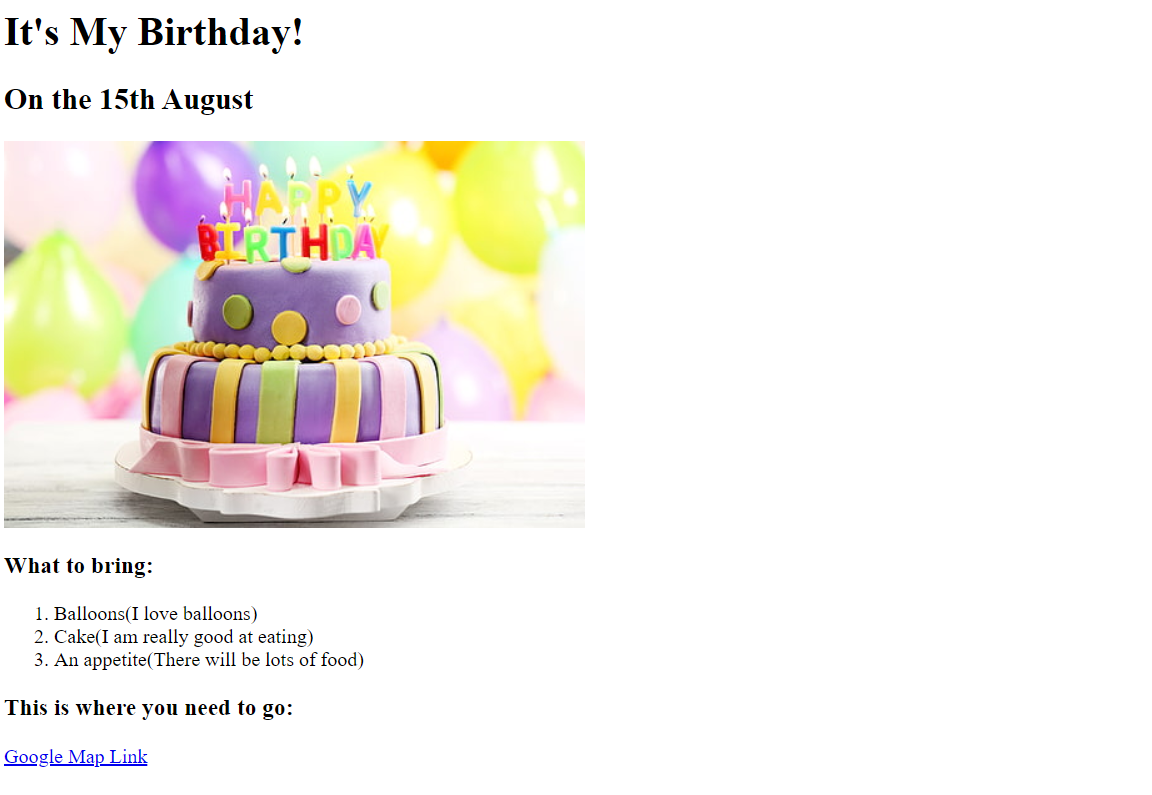 It's My Birthday!
On the 15th August
HAPPY
BIRTHDAY
What to bring:
1. Balloons(I love balloons)
2. Cake(I am really good at eating)
3. An appetite(There will be lots of food)
This is where you need to go:
Google Map Link